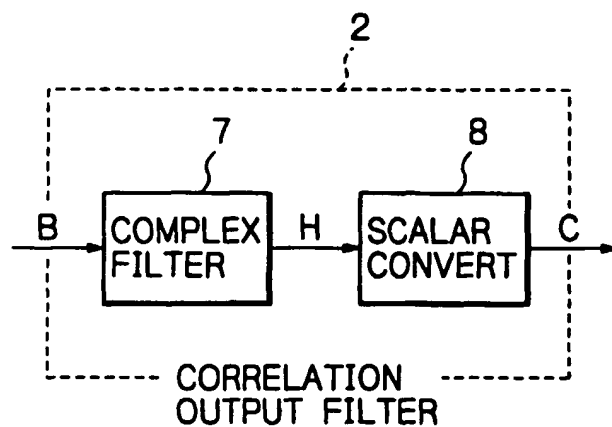 2
7
8
B
COMPLEX
FILTER
H
SCALAR
CONVERT
C
CORRELATION
OUTPUT FILTER